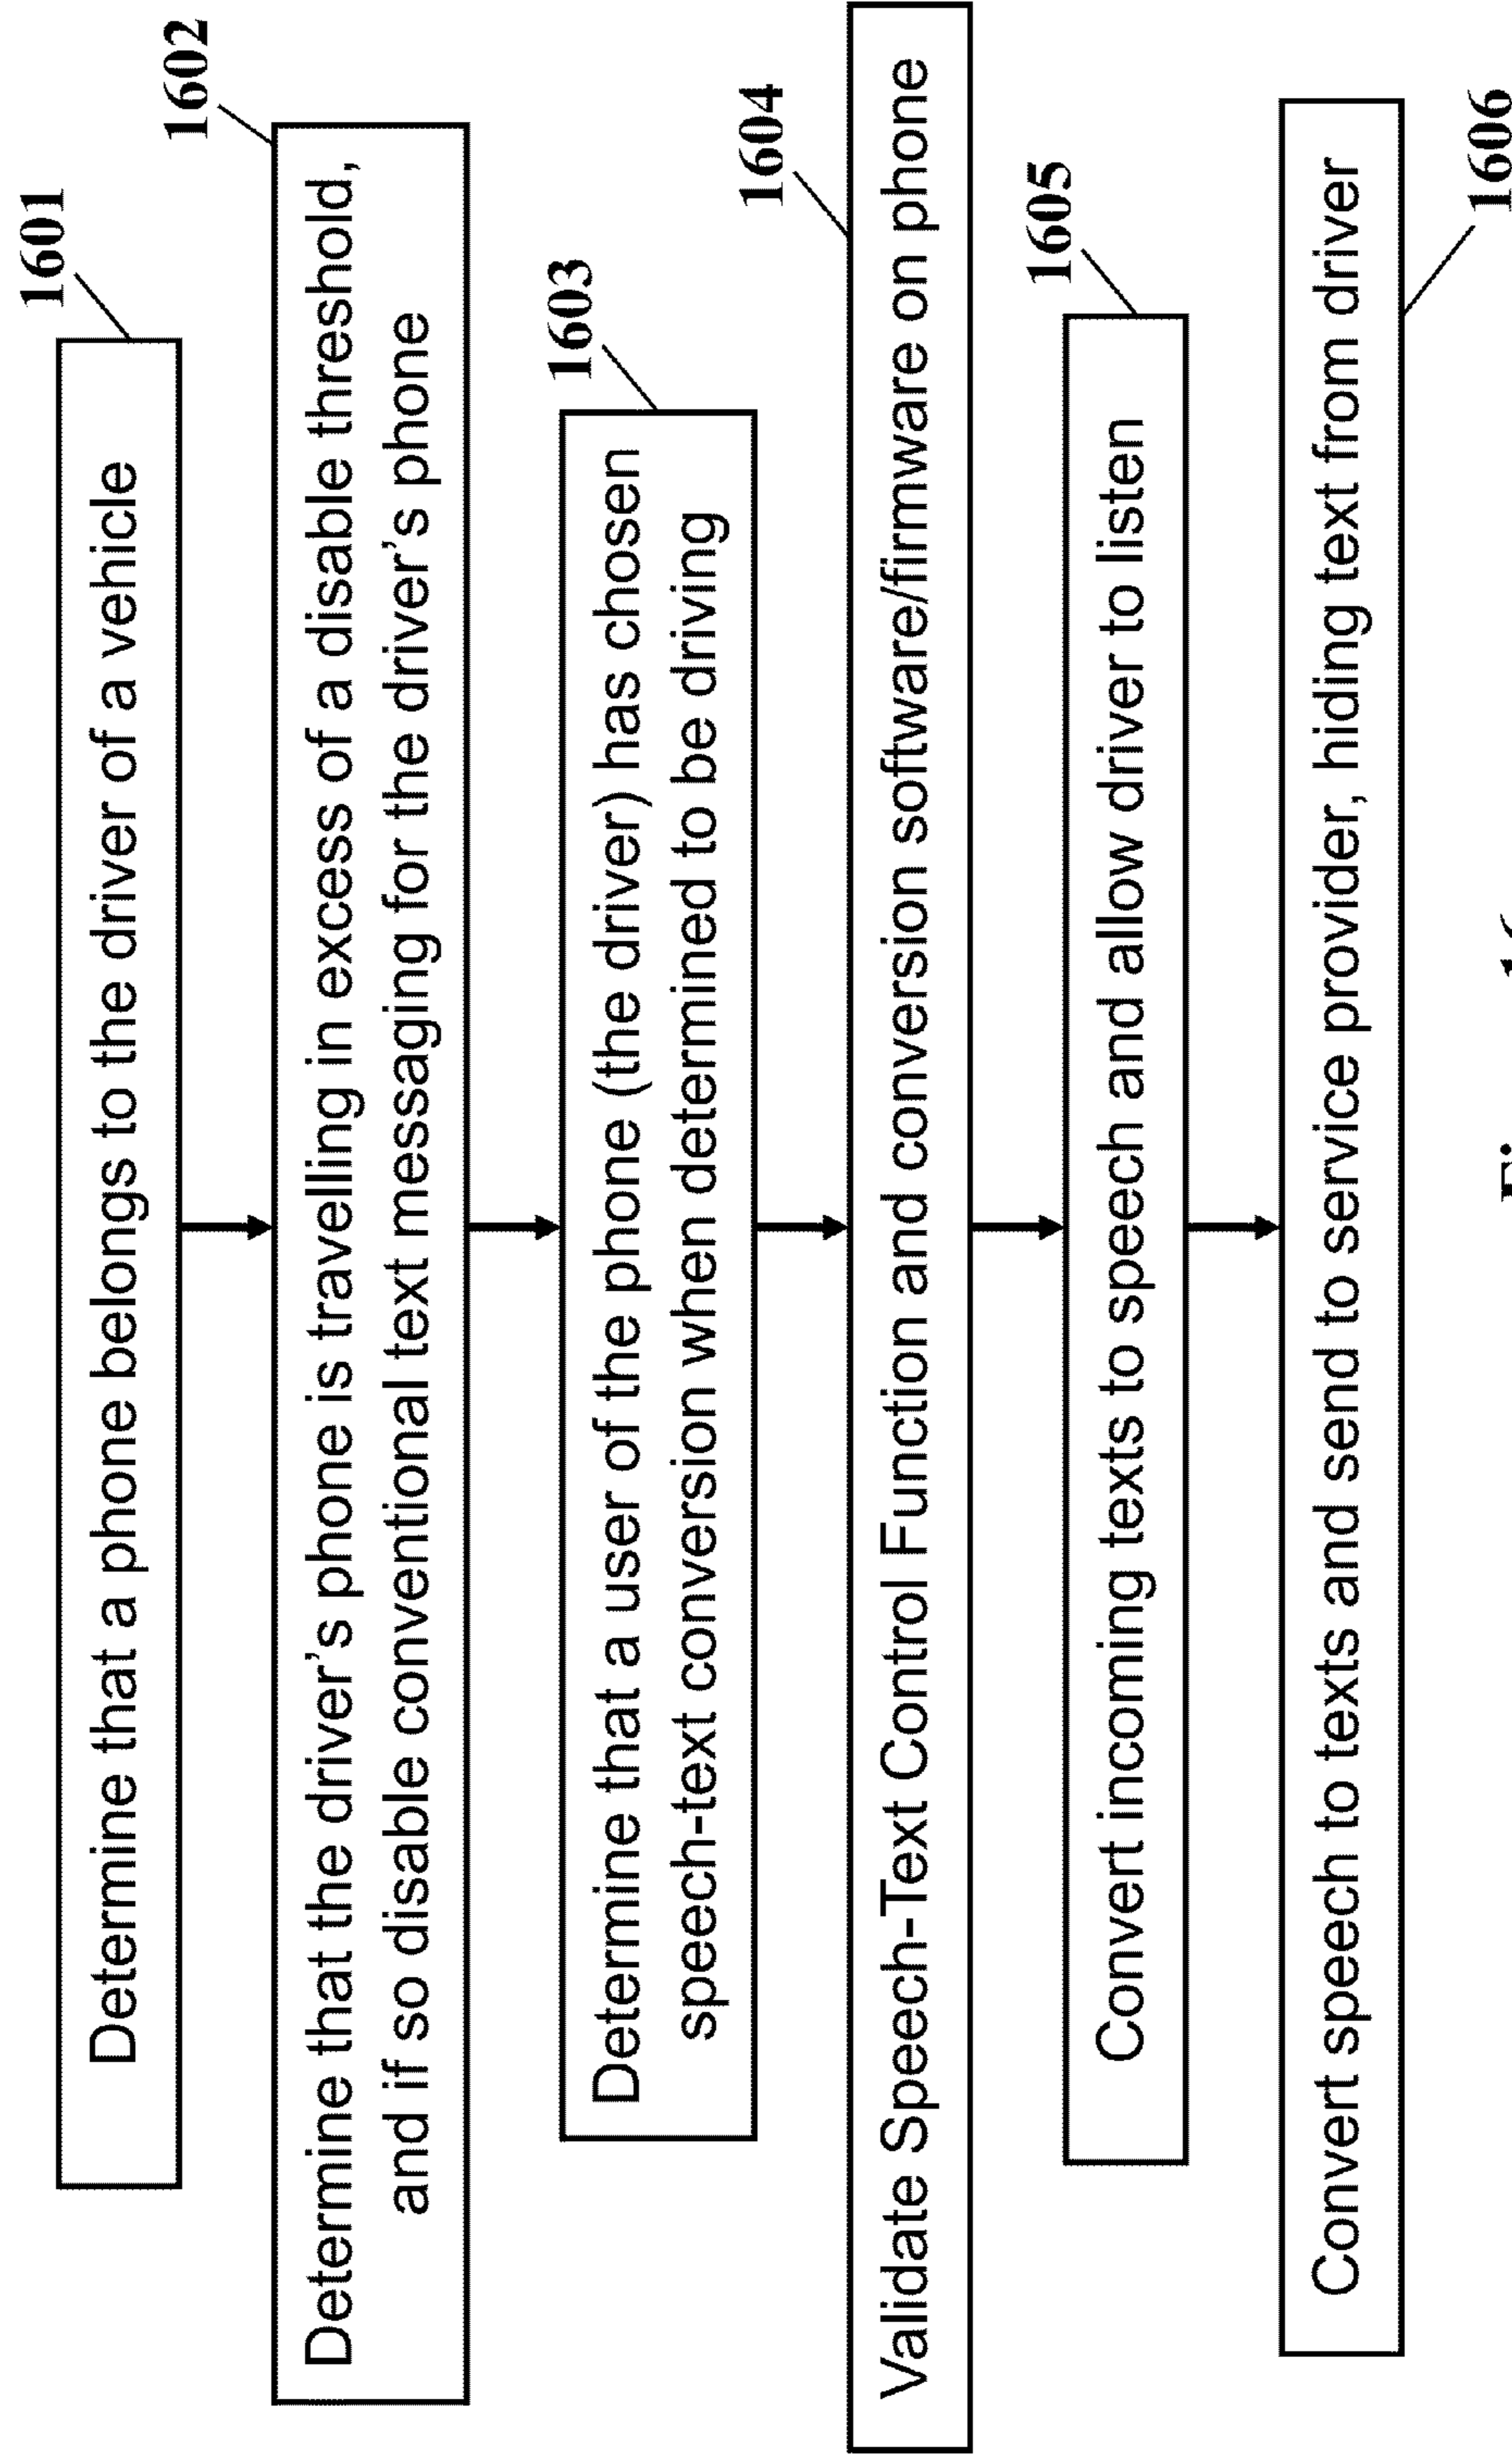 1601
Determine that a phone belongs to the driver of a vehicle
1602
Determine that the driver's phone is travelling in excess of a disable threshold,
and if so disable conventional text messaging for the driver's phone
1603
Determine that a user of the phone (the driver) has chosen
speech-text conversion when determined to be driving
1604
Validate Speech-Text Control Function and conversion software/firmware on phone
1605
Convert incoming texts to speech and allow driver to listen
Convert speech to texts and send to service provider, hiding text from driver
1606